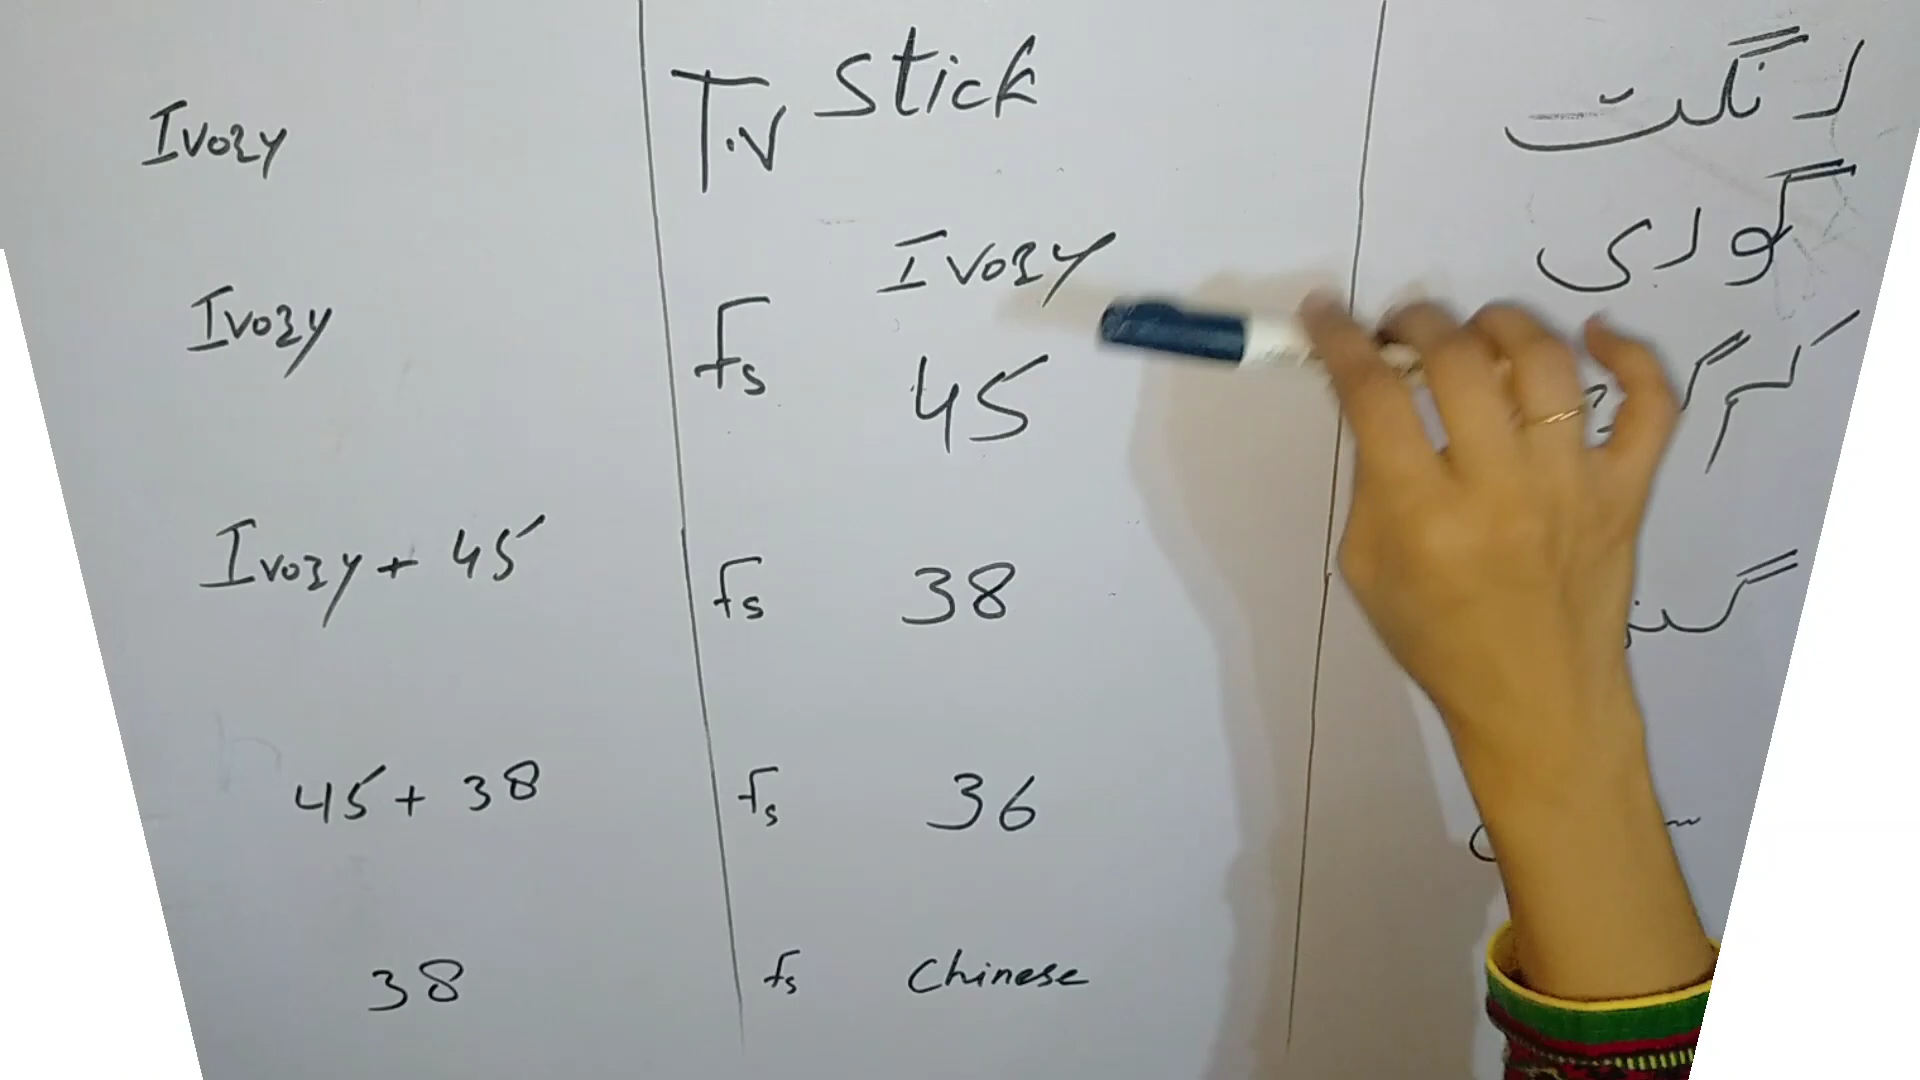 T.V Stick
رنگت
Ivory
Ivory
گوری
Ivory
fs 45
Ivory + 45
fs 38
45 + 38
fs 36
38
fs Chinese